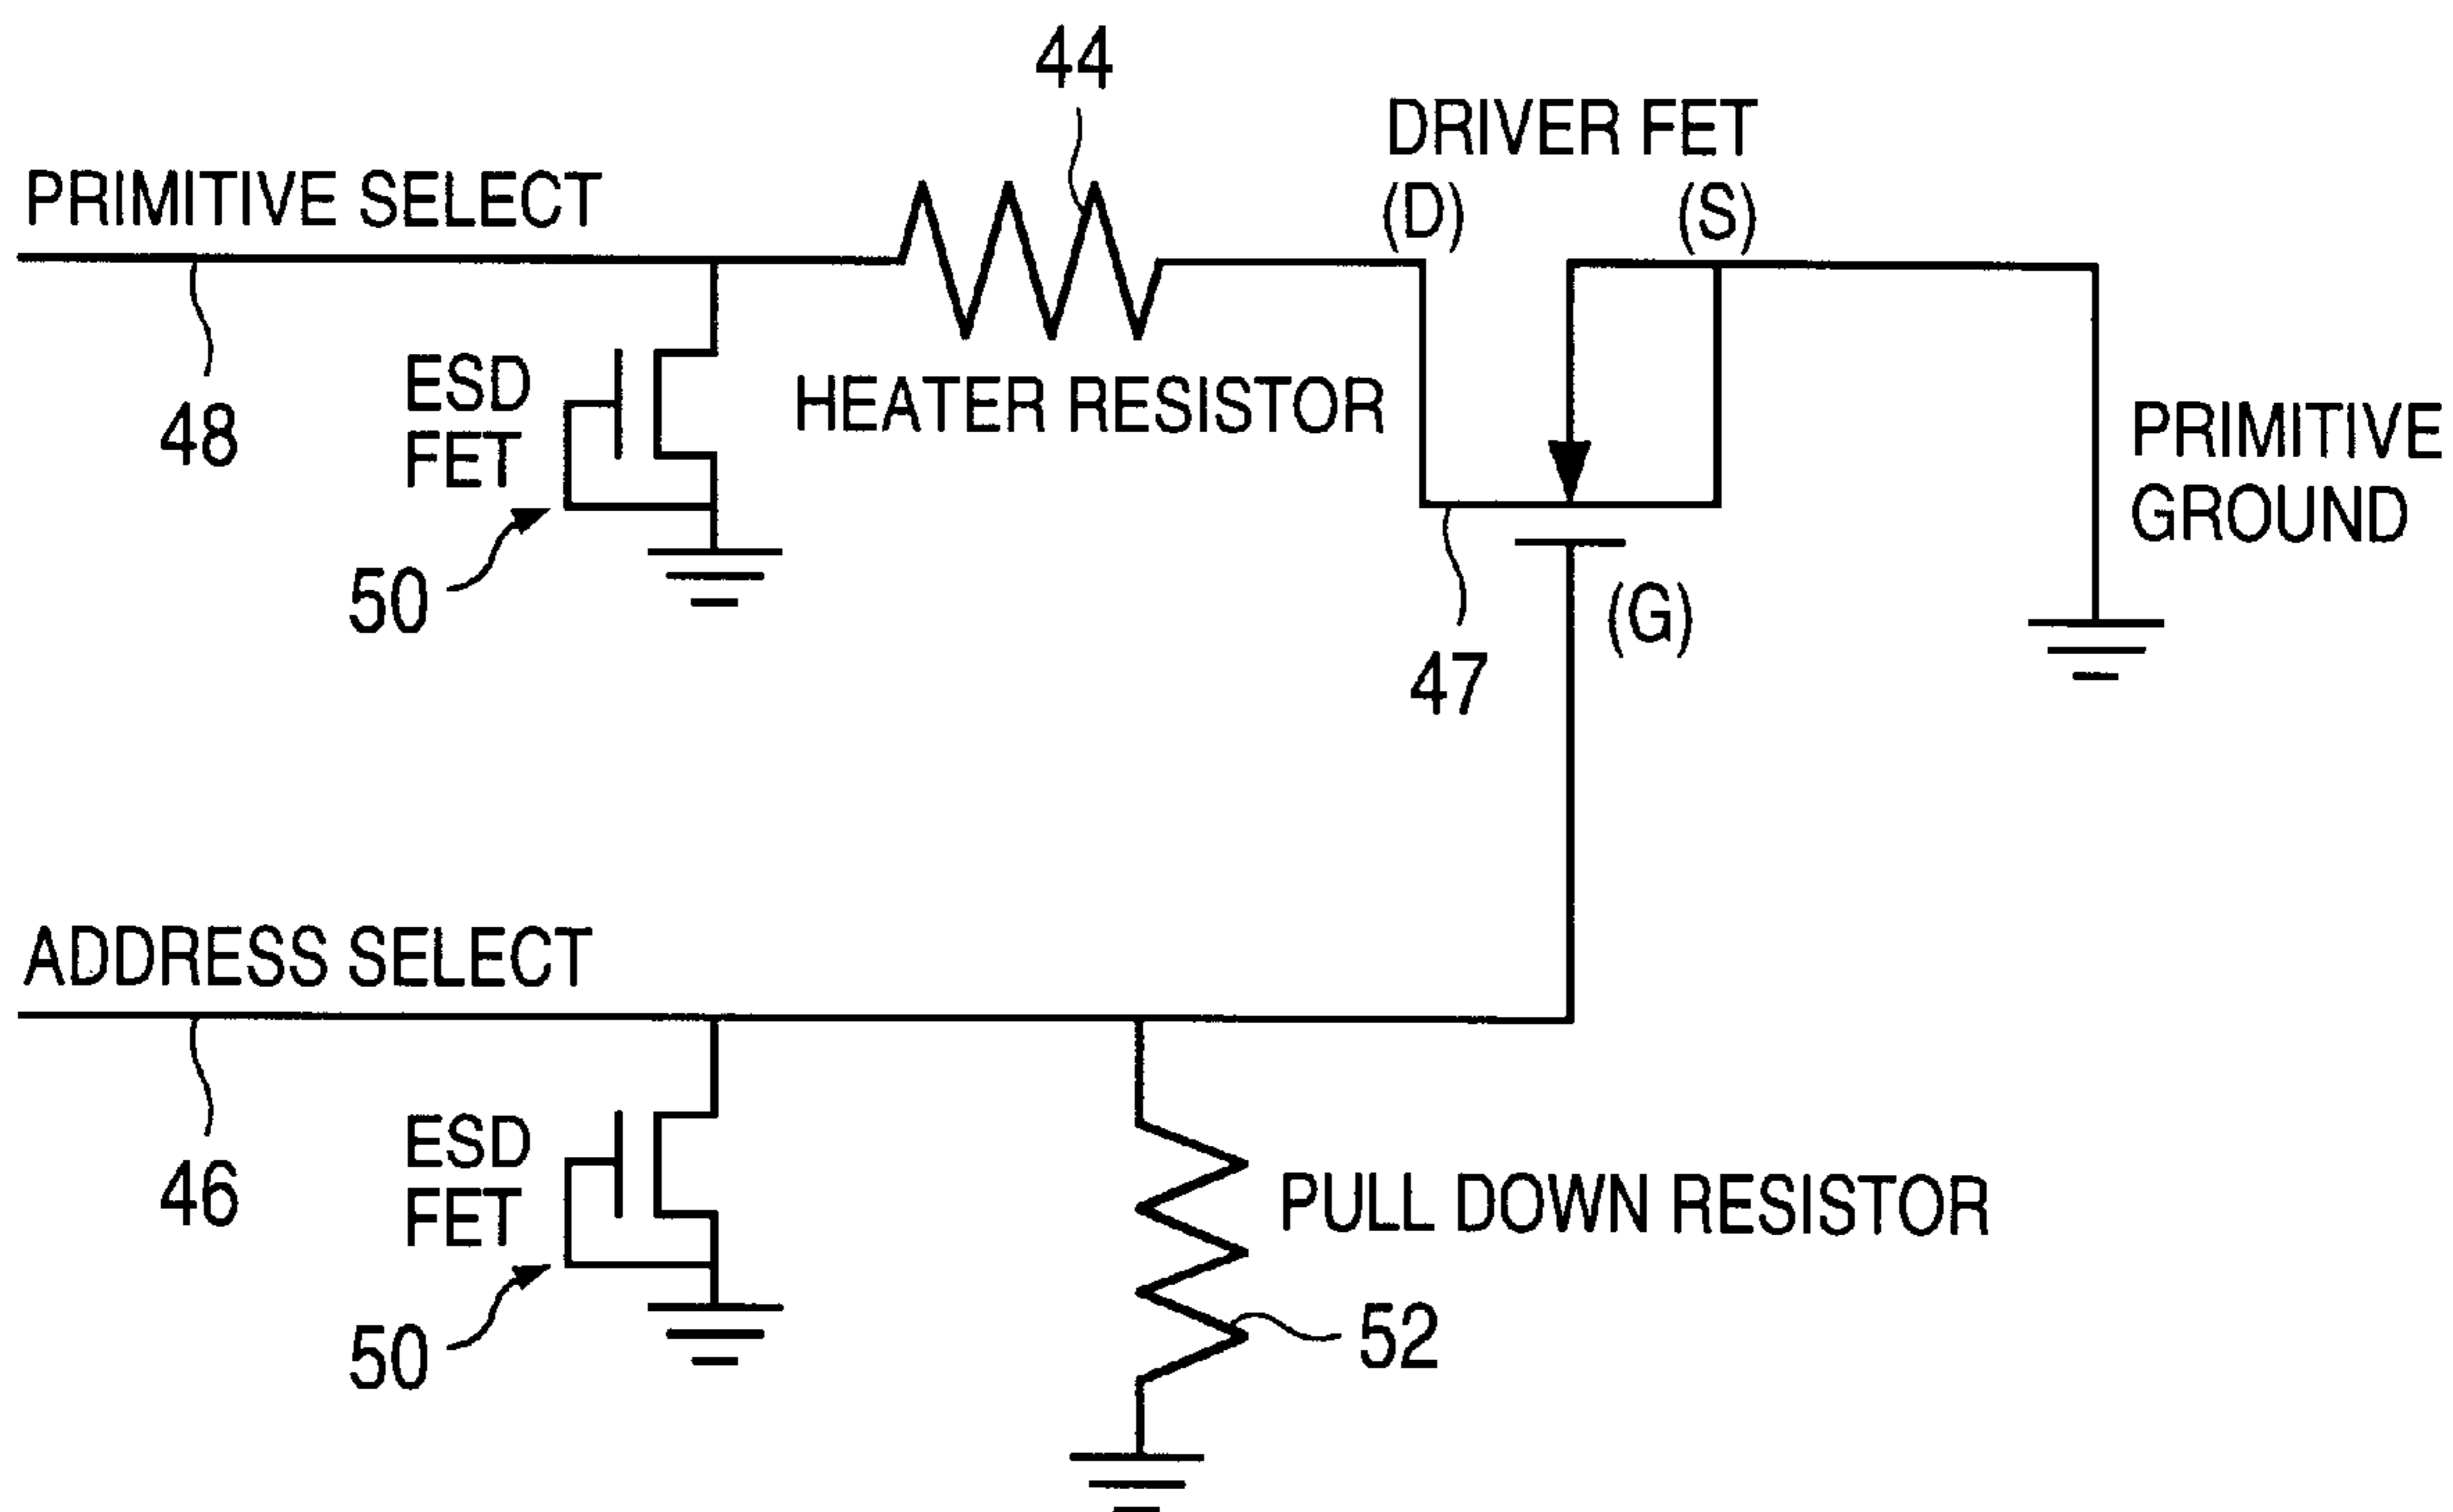 44
DRIVER FET
(D) (S)
PRIMITIVE SELECT
48
ESD
FET
50
HEATER RESISTOR
PRIMITIVE
GROUND
(G)
47
ADDRESS SELECT
46
ESD
FET
50
PULL DOWN RESISTOR
52